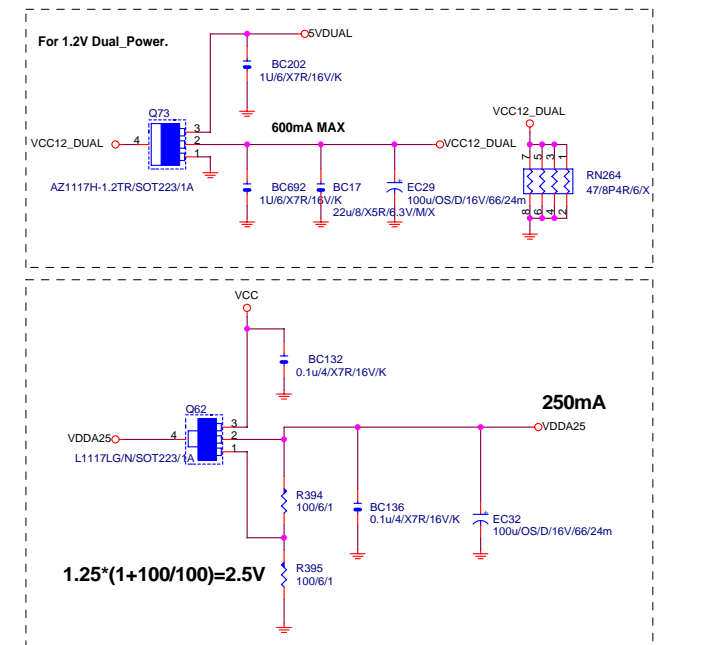 For 1.2V Dual_Power.
5VDUAL
BC202
1U/6/X7R/16V/K
Q73
VCC12_DUAL
4
3
2
1
600mA MAX
VCC12_DUAL
AZ1117H-1.2TR/SOT223/1A
BC692
1U/6/X7R/16V/K
BC17
22u/8/X5R/6.3V/M/X
EC29
100u/OS/D/16V/66/24m
VCC12_DUAL
7
5
3
1
RN264
47/8P4R/6/X
8
6
4
2
VCC
BC132
0.1u/4/X7R/16V/K
Q62
VDDA25
4
3
2
1
L1117LG/N/SOT223/1A
250mA
VDDA25
R394
100/6/1
BC136
0.1u/4/X7R/16V/K
EC32
100u/OS/D/16V/66/24m
1.25*(1+100/100)=2.5V
R395
100/6/1